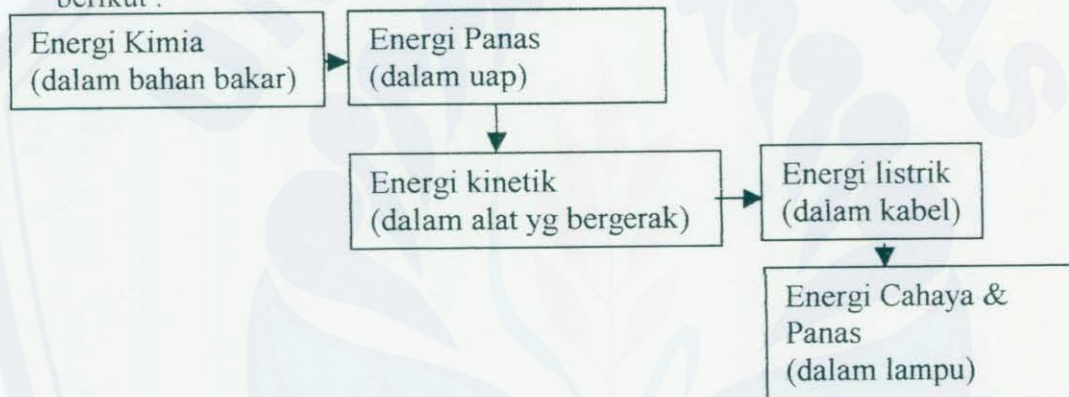 berikut :
Energi Kimia
(dalam bahan bakar)
Energi Panas
(dalam uap)
Energi kinetik
(dalam alat yg bergerak)
Energi listrik
(dalam kabel)
Energi Cahaya &
Panas
(dalam lampu)